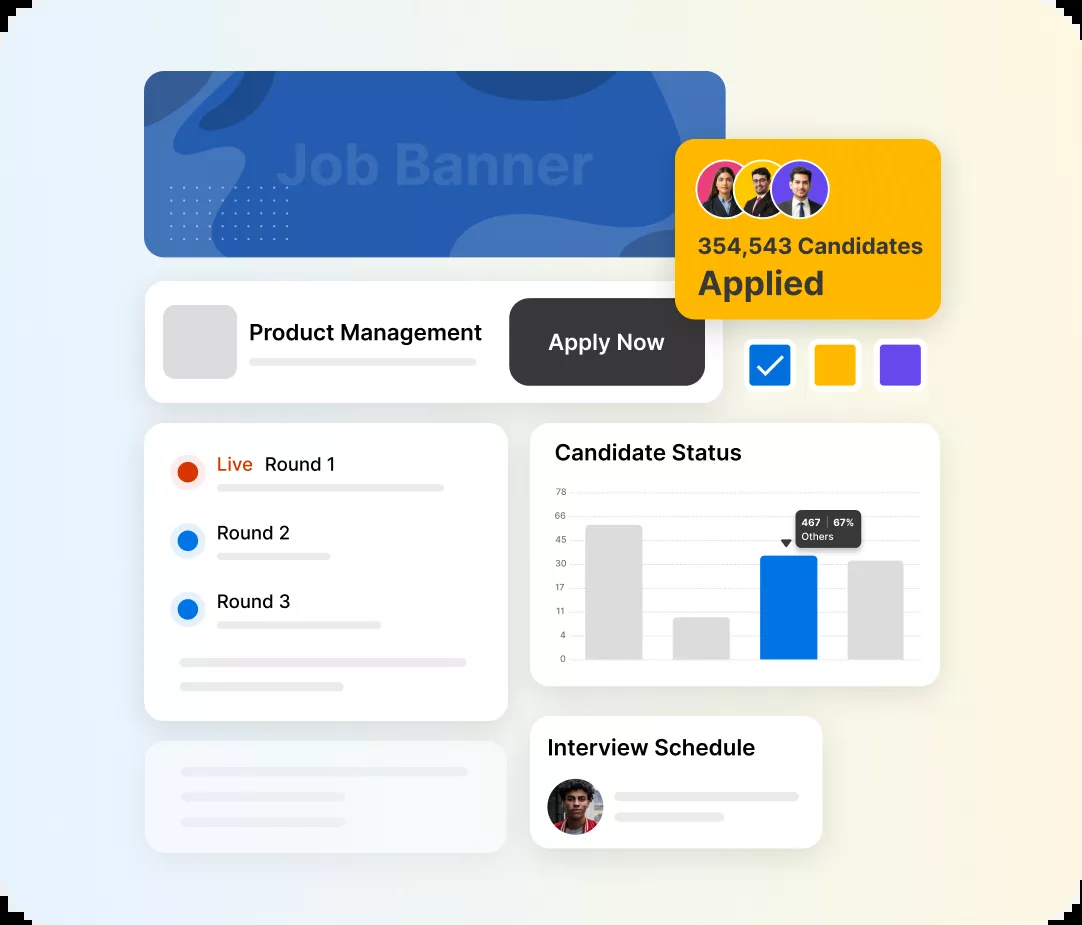 Job Banner
354,543 Candidates
Applied
Product Management
Apply Now
Live Round 1
Round 2
Round 3
Candidate Status
78
66
45
30
17
11
4
0
467 | 67%
Others
Interview Schedule